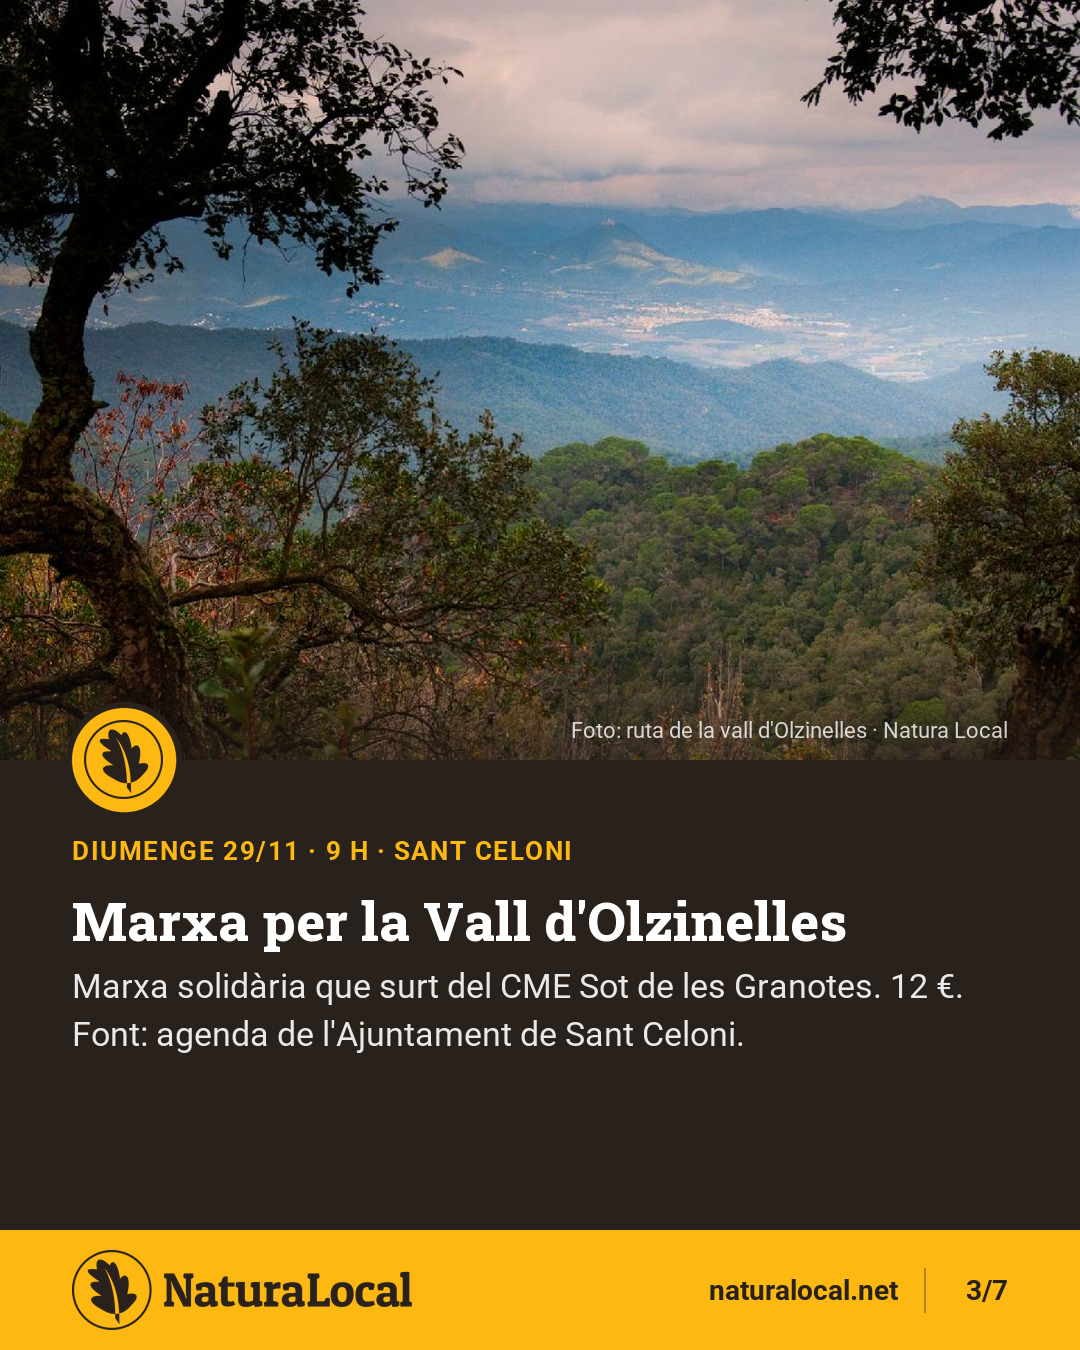 Foto: ruta de la vall d'Olzinelles · Natura Local
DIUMENGE 29/11 · 9 H · SANT CELONI
Marxa per la Vall d'Olzinelles
Marxa solidària que surt del CME Sot de les Granotes. 12 €.
Font: agenda de l'Ajuntament de Sant Celoni.
NaturaLocal
naturalocal.net
3/7